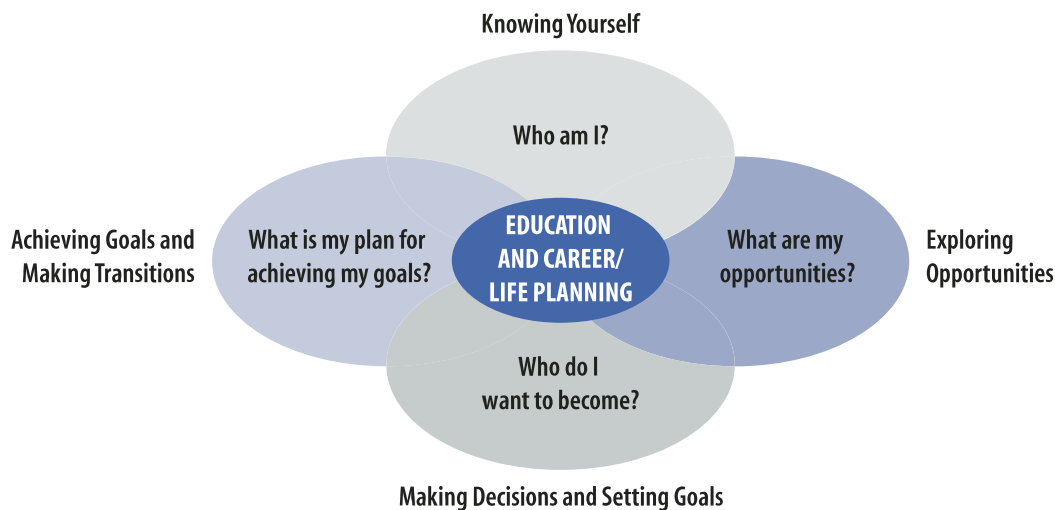 Knowing Yourself
Who am I?
Achieving Goals and
Making Transitions
What is my plan for
achieving my goals?
EDUCATION
AND CAREER/
LIFE PLANNING
What are my
opportunities?
Exploring
Opportunities
Who do I
want to become?
Making Decisions and Setting Goals